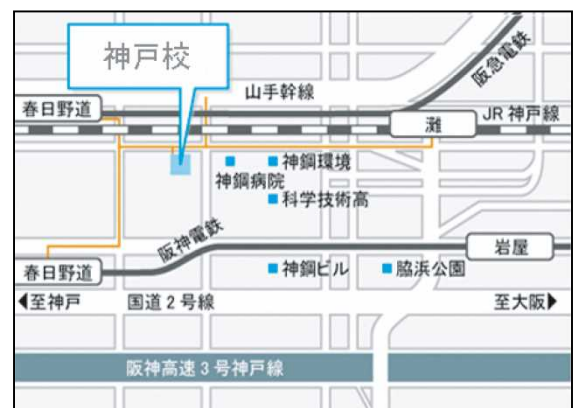 神戸校
阪急電鉄
山手幹線
春日野道
灘
JR 神戸線
神鋼環境
神鋼病院
科学技術高
阪神電鉄
岩屋
春日野道
神鋼ビル
脇浜公園
至神戸
国道2号線
至大阪
阪神高速3号神戸線